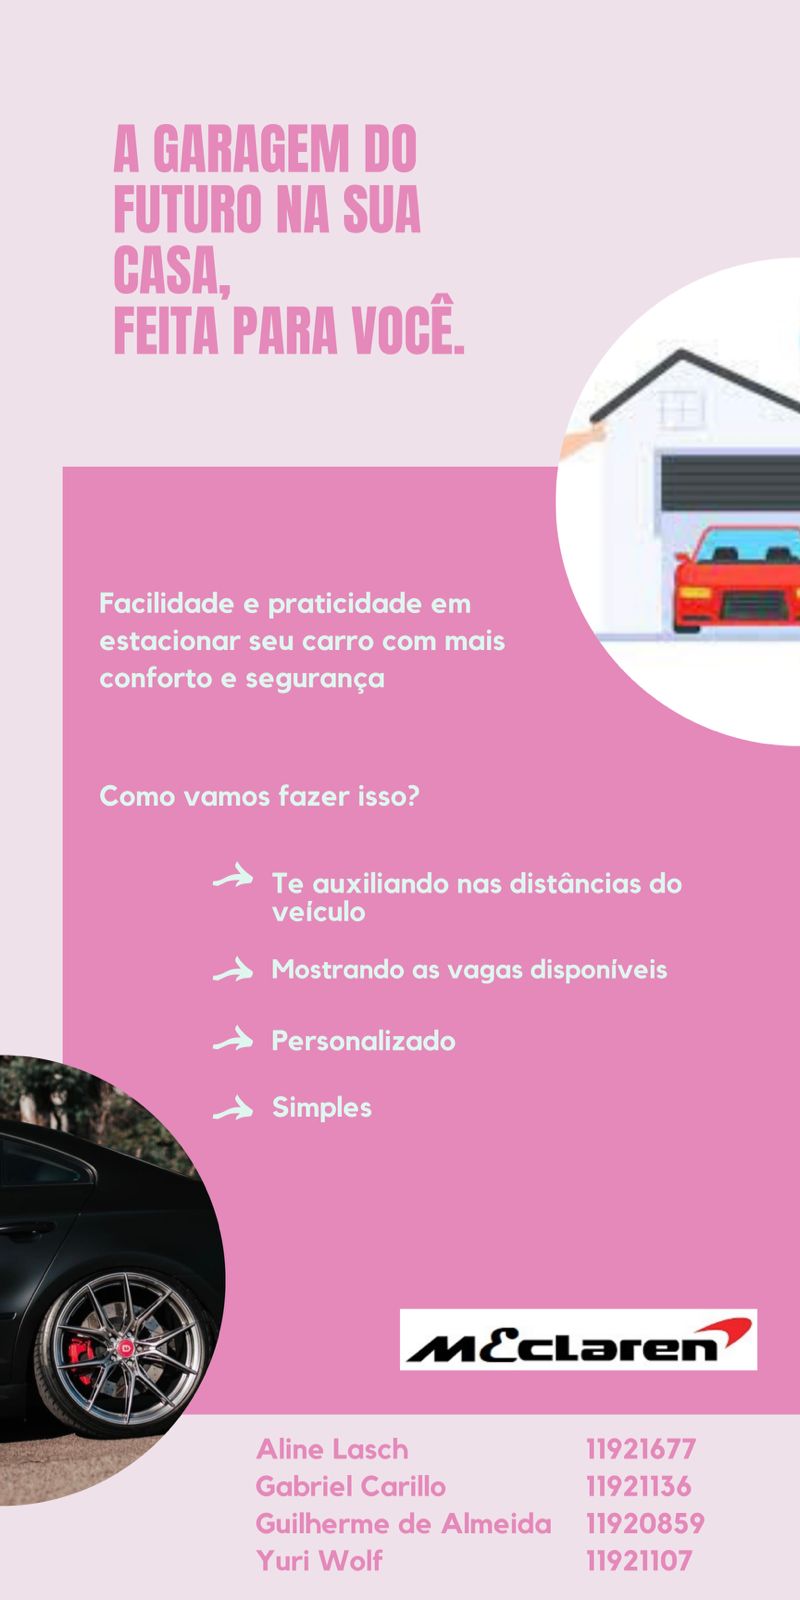 A GARAGEM DO
FUTURO NA SUA
CASA,
FEITA PARA VOCÊ.
Facilidade e praticidade em
estacionar seu carro com mais
conforto e segurança
Como vamos fazer isso?
Te auxiliando nas distâncias do
veículo
Mostrando as vagas disponíveis
Personalizado
Simples
MEcLaren
Aline Lasch 11921677
Gabriel Carillo 11921136
Guilherme de Almeida 11920859
Yuri Wolf 11921107